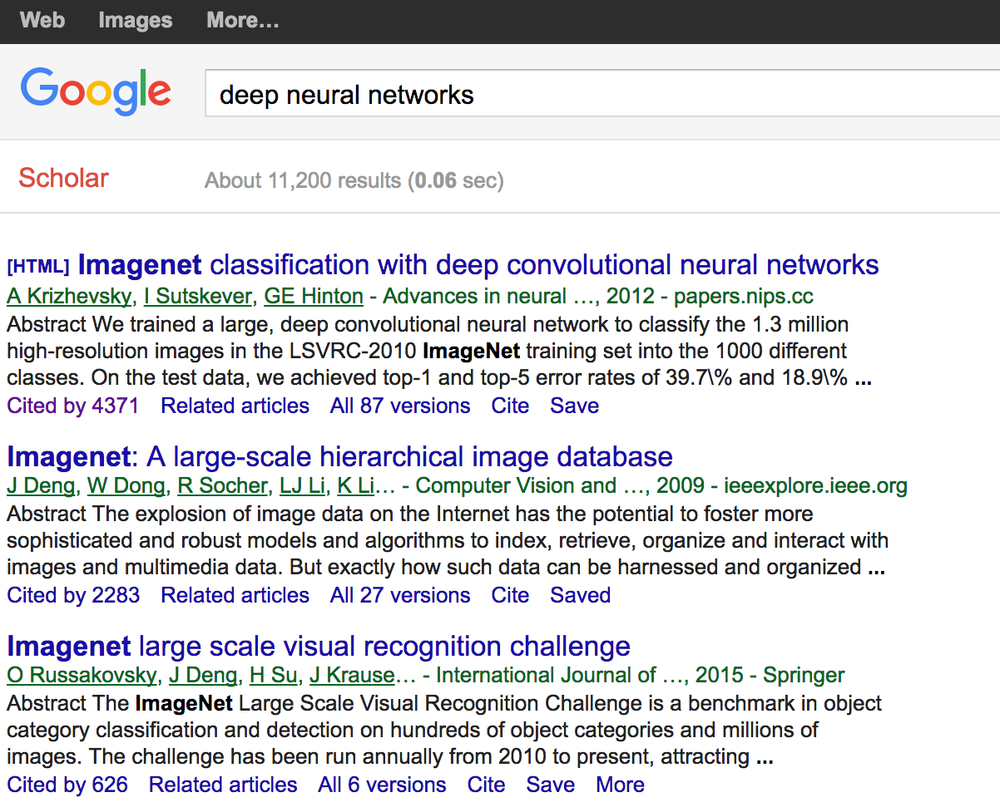 Web Images More…
Google deep neural networks
Scholar About 11,200 results (0.06 sec)
[HTML] Imagenet classification with deep convolutional neural networks
A Krizhevsky, I Sutskever, GE Hinton - Advances in neural …, 2012 - papers.nips.cc
Abstract We trained a large, deep convolutional neural network to classify the 1.3 million
high-resolution images in the LSVRC-2010 ImageNet training set into the 1000 different
classes. On the test data, we achieved top-1 and top-5 error rates of 39.7\% and 18.9\% ...
Cited by 4371 Related articles All 87 versions Cite Save
Imagenet: A large-scale hierarchical image database
J Deng, W Dong, R Socher, LJ Li, K Li… - Computer Vision and …, 2009 - ieeexplore.ieee.org
Abstract The explosion of image data on the Internet has the potential to foster more
sophisticated and robust models and algorithms to index, retrieve, organize and interact with
images and multimedia data. But exactly how such data can be harnessed and organized ...
Cited by 2283 Related articles All 27 versions Cite Saved
Imagenet large scale visual recognition challenge
O Russakovsky, J Deng, H Su, J Krause… - International Journal of …, 2015 - Springer
Abstract The ImageNet Large Scale Visual Recognition Challenge is a benchmark in object
category classification and detection on hundreds of object categories and millions of
images. The challenge has been run annually from 2010 to present, attracting ...
Cited by 626 Related articles All 6 versions Cite Save More